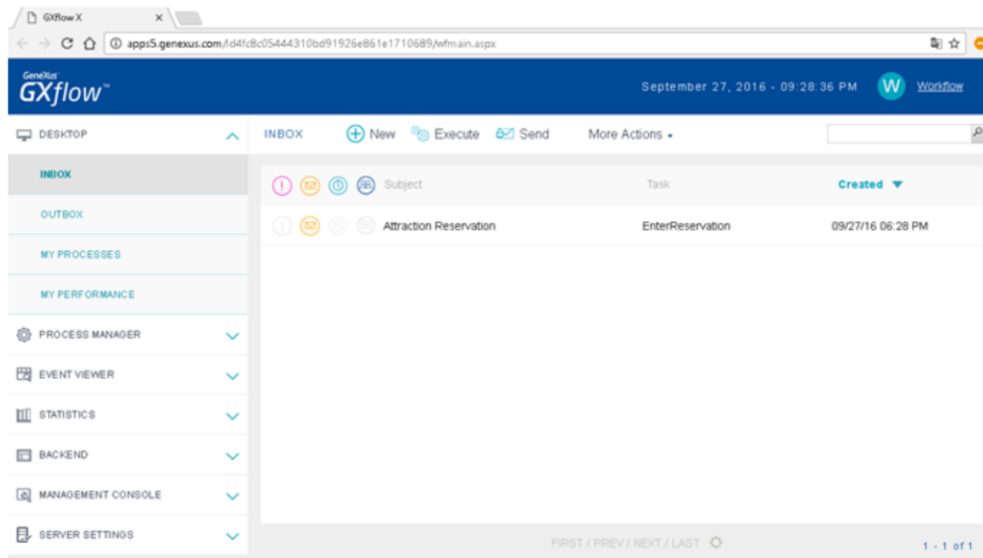 GXflow X
apps5.genexus.com/Id4fc8c05444310bd91926e861e1710689/wfmain.aspx
GeneXus
GXflow™
September 27, 2016 - 09:28:36 PM
W
Workflow
DESKTOP
INBOX
New
Execute
Send
More Actions
INBOX
OUTBOX
MY PROCESSES
MY PERFORMANCE
PROCESS MANAGER
EVENT VIEWER
STATISTICS
BACKEND
MANAGEMENT CONSOLE
SERVER SETTINGS
Subject
Task
Created
Attraction Reservation
EnterReservation
09/27/16 06:28 PM
FIRST / PREV / NEXT / LAST
1 - 1 of 1